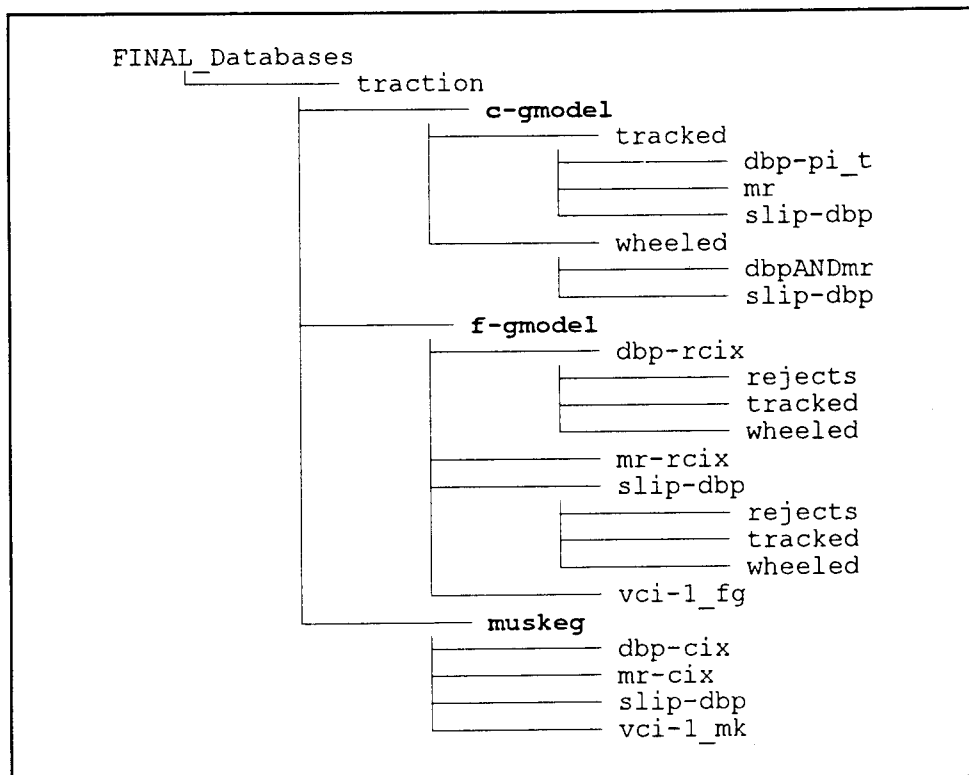 FINAL_Databases
traction
c-gmodel
tracked
dbp-pi_t
mr
slip-dbp
wheeled
dbpANDmr
slip-dbp
f-gmodel
dbp-rcix
rejects
tracked
wheeled
mr-rcix
slip-dbp
rejects
tracked
wheeled
vci-1_fg
muskeg
dbp-cix
mr-cix
slip-dbp
vci-1_mk